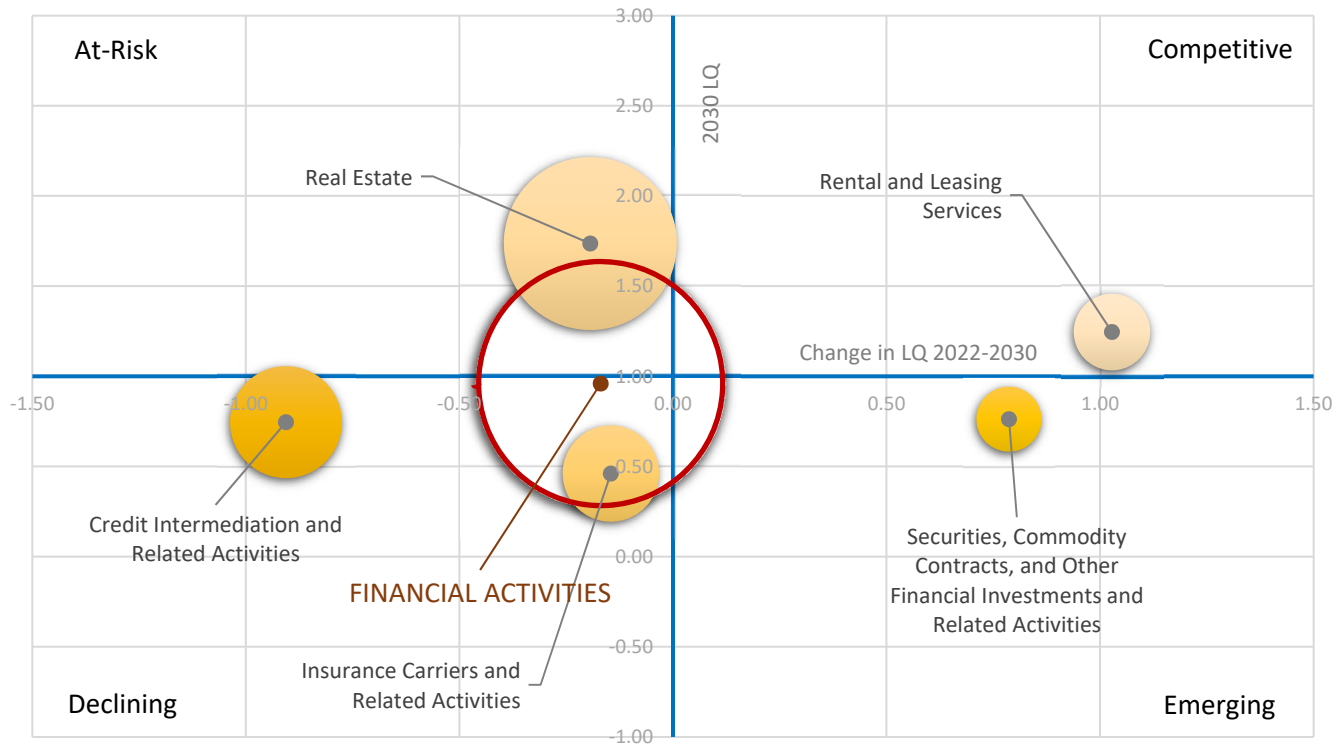 3.00
At-Risk
Competitive
2030 LQ
2.50
Real Estate
Rental and Leasing
Services
2.00
1.50
Change in LQ 2022-2030
1.00
-1.50
-1.00
-0.50
0.00
0.50
1.00
1.50
0.50
Credit Intermediation and
Related Activities
Securities, Commodity
Contracts, and Other
Financial Investments and
Related Activities
0.00
FINANCIAL ACTIVITIES
-0.50
Insurance Carriers and
Related Activities
Declining
Emerging
-1.00